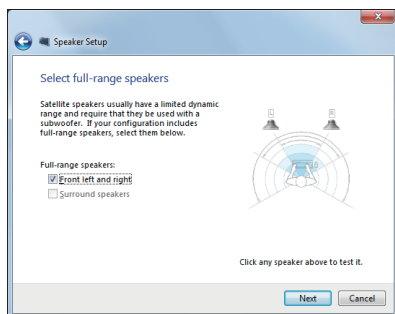 Speaker Setup
Select full-range speakers
Satellite speakers usually have a limited dynamic
range and require that they be used with a
subwoofer. If your configuration includes
full-range speakers, select them below.
L
R
Full-range speakers:
Front left and right
Surround speakers
Click any speaker above to test it.
Next
Cancel